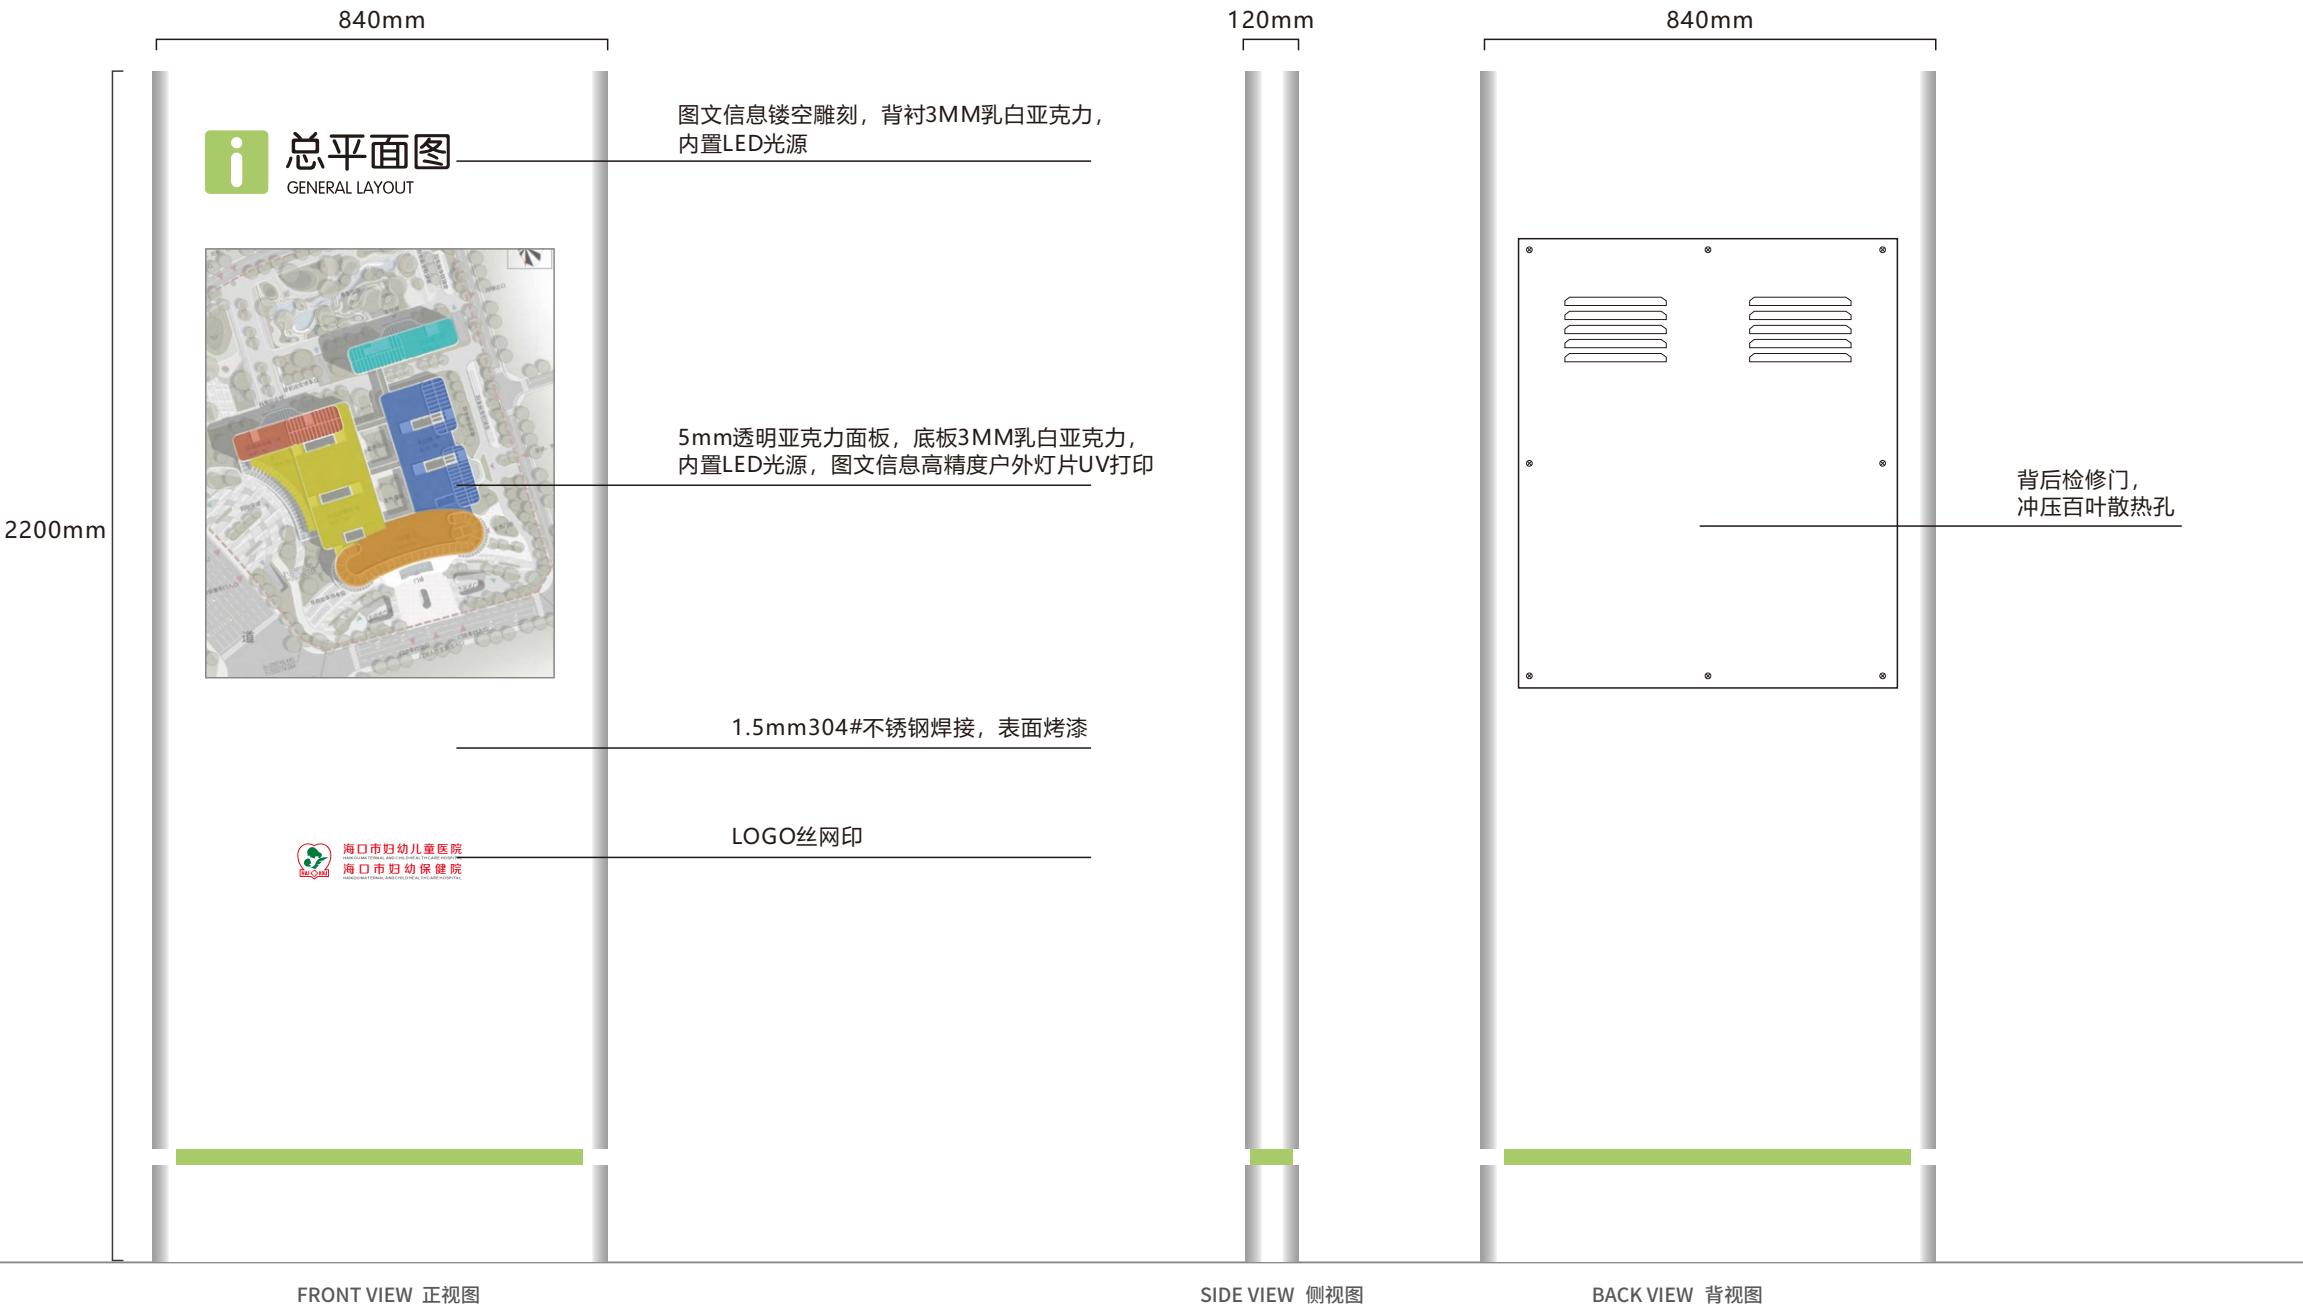 840mm
120mm
840mm
2200mm
总平面图
GENERAL LAYOUT
图文信息镂空雕刻，背衬3MM乳白亚克力，
内置LED光源
5mm透明亚克力面板，底板3MM乳白亚克力，
内置LED光源，图文信息高精度户外灯片UV打印
道
1.5mm304#不锈钢焊接，表面烤漆
LOGO丝网印
海口市妇幼儿童医院
海口市妇幼保健院
背后检修门，
冲压百叶散热孔
FRONT VIEW 正视图
SIDE VIEW 侧视图
BACK VIEW 背视图